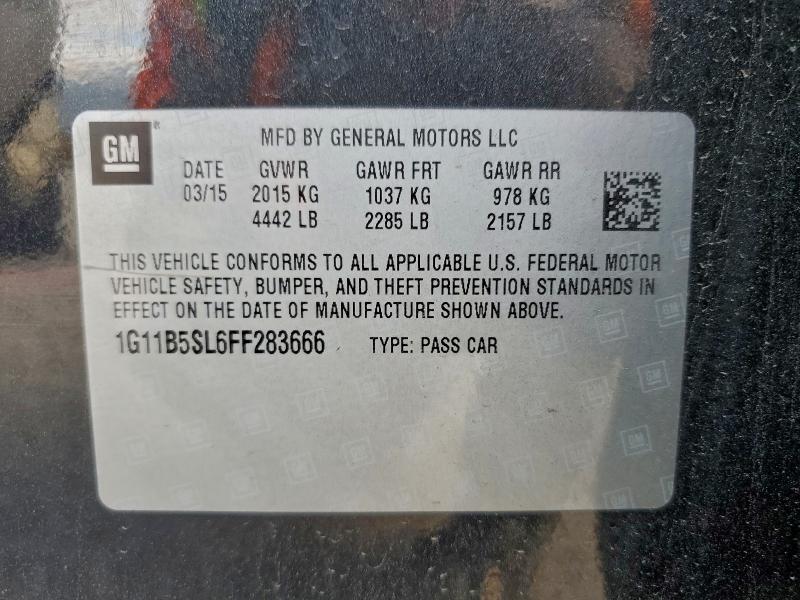 GM
MFD BY GENERAL MOTORS LLC
DATE GVWR GAWR FRT GAWR RR
03/15 2015 KG 1037 KG 978 KG
4442 LB 2285 LB 2157 LB
THIS VEHICLE CONFORMS TO ALL APPLICABLE U.S. FEDERAL MOTOR
VEHICLE SAFETY, BUMPER, AND THEFT PREVENTION STANDARDS IN
EFFECT ON THE DATE OF MANUFACTURE SHOWN ABOVE.
1G11B5SL6FF283666 TYPE: PASS CAR